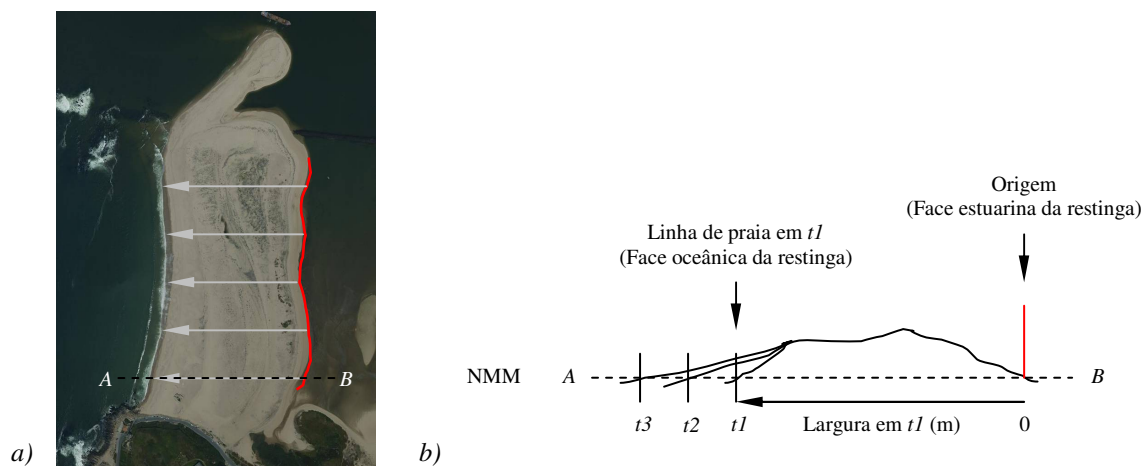 A
B
a)
Origem
(Face estuarina da restinga)
Linha de praia em t1
(Face oceânica da restinga)
NMM
A
B
t3
t2
t1
Largura em t1 (m)
0
b)